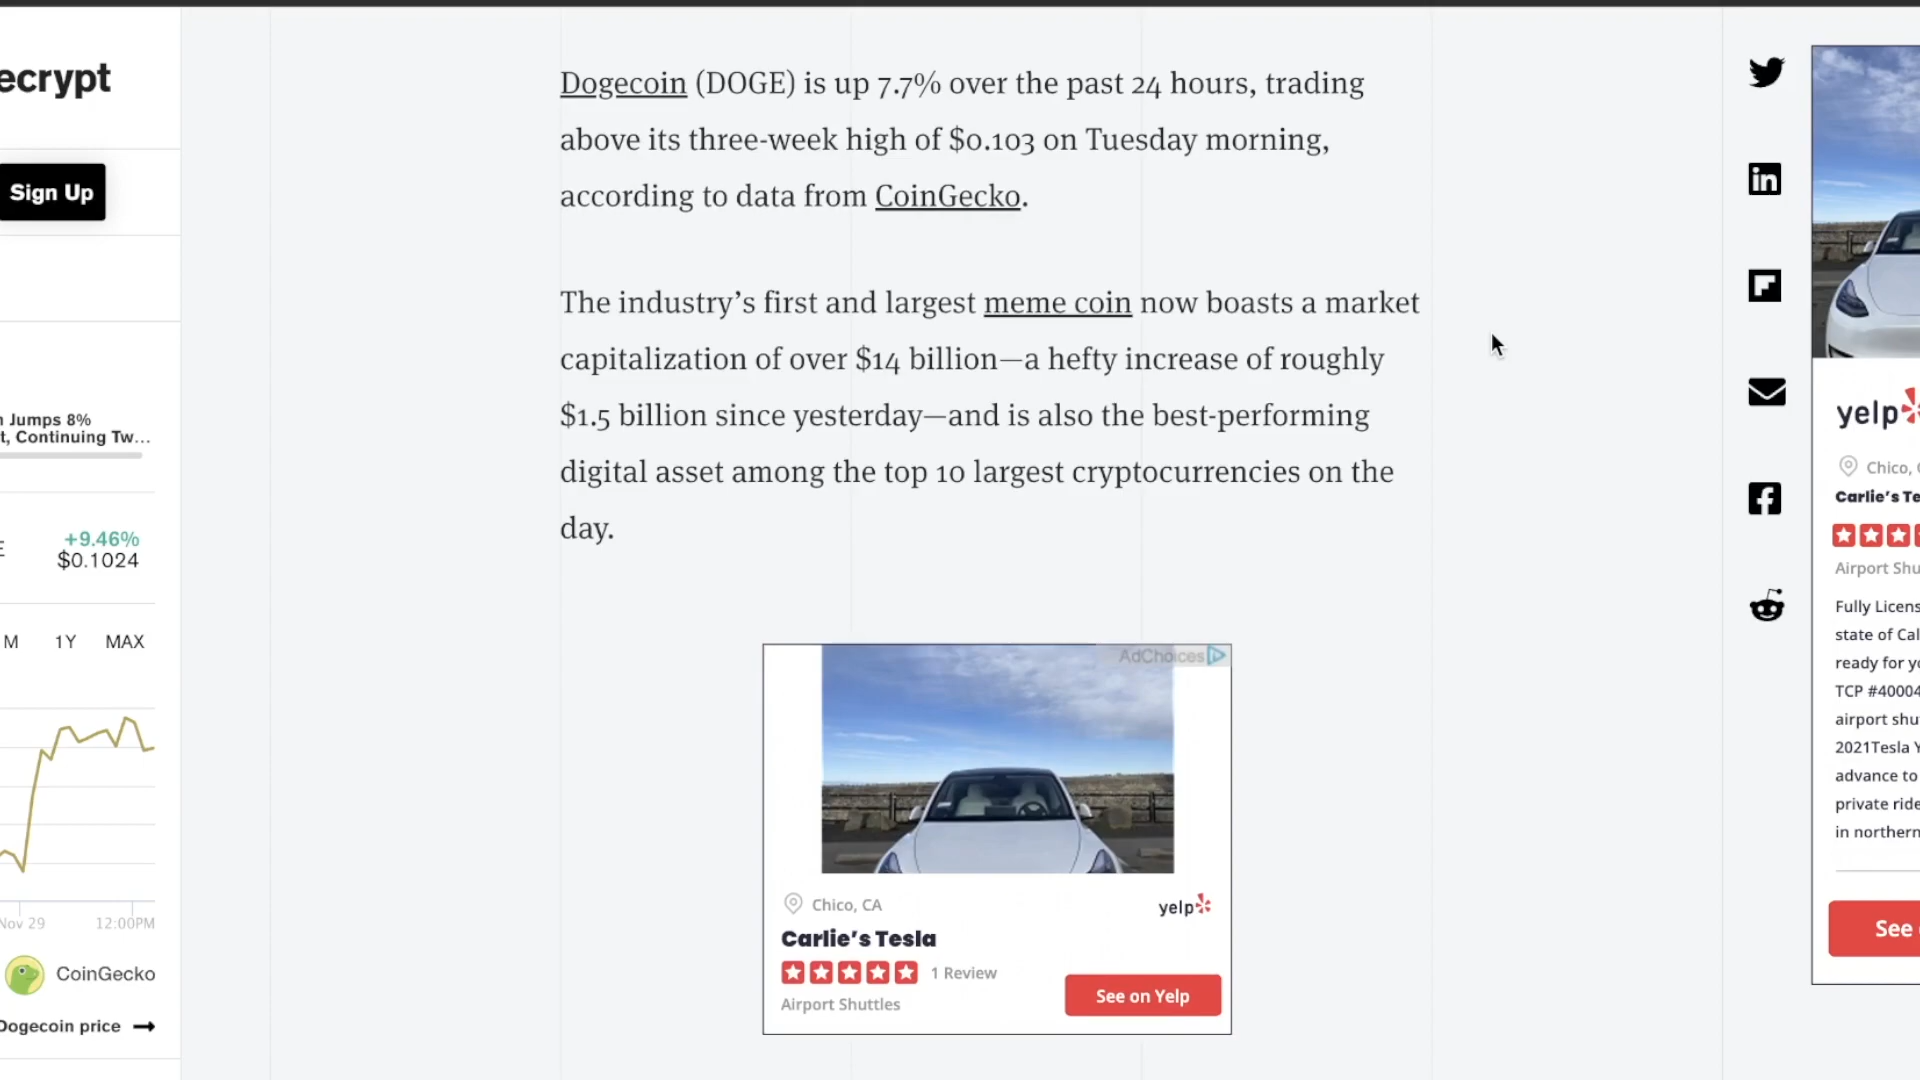 ecrypt
Sign Up
Jumps 8%
t, Continuing Tw...
+9.46%
$0.1024
M 1Y MAX
Nov 29 12:00PM
CoinGecko
Dogecoin price →
Dogecoin (DOGE) is up 7.7% over the past 24 hours, trading
above its three-week high of $0.103 on Tuesday morning,
according to data from CoinGecko.
The industry’s first and largest meme coin now boasts a market
capitalization of over $14 billion—a hefty increase of roughly
$1.5 billion since yesterday—and is also the best-performing
digital asset among the top 10 largest cryptocurrencies on the
day.
AdChoices
Chico, CA
yelp
Carlie’s Tesla
1 Review
Airport Shuttles
See on Yelp
yelp
Chico,
Carlie’s Te
Airport Shu
Fully Licens
state of Cal
ready for yo
TCP #40004
airport shu
2021Tesla Y
advance to
private ride
in northern
See